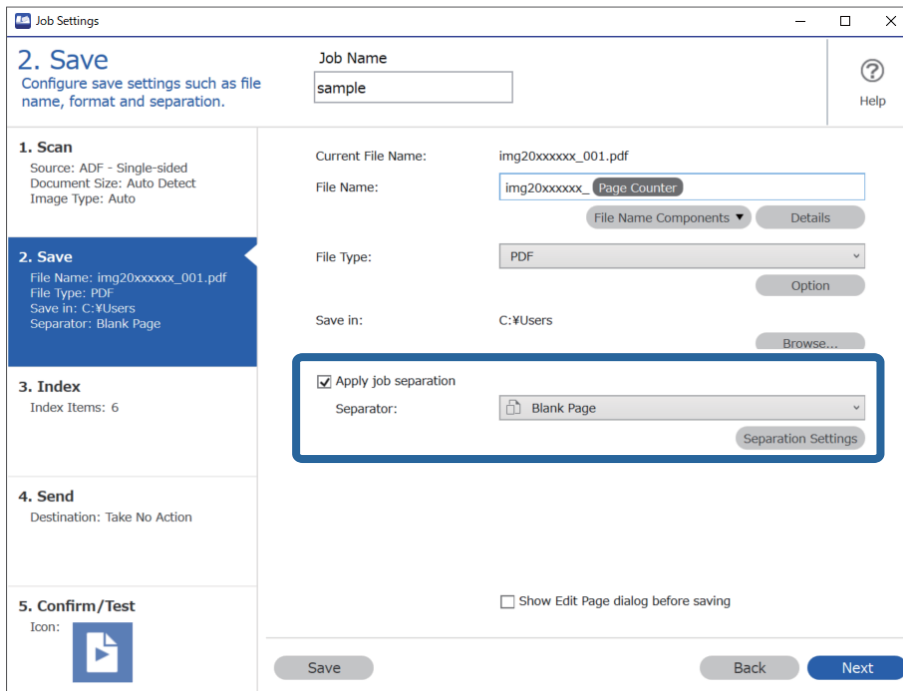 Job Settings
2. Save
Configure save settings such as file
name, format and separation.
Job Name
sample
Help
1. Scan
Source: ADF - Single-sided
Document Size: Auto Detect
Image Type: Auto
2. Save
File Name: img20xxxxxx_001.pdf
File Type: PDF
Save in: C:¥Users
Separator: Blank Page
3. Index
Index Items: 6
4. Send
Destination: Take No Action
5. Confirm/Test
Icon:
Current File Name: img20xxxxxx_001.pdf
File Name: img20xxxxxx_ Page Counter
File Name Components ▼ Details
File Type: PDF
Option
Save in: C:¥Users
Browse...
Apply job separation
Separator: Blank Page
Separation Settings
Show Edit Page dialog before saving
Save Back Next